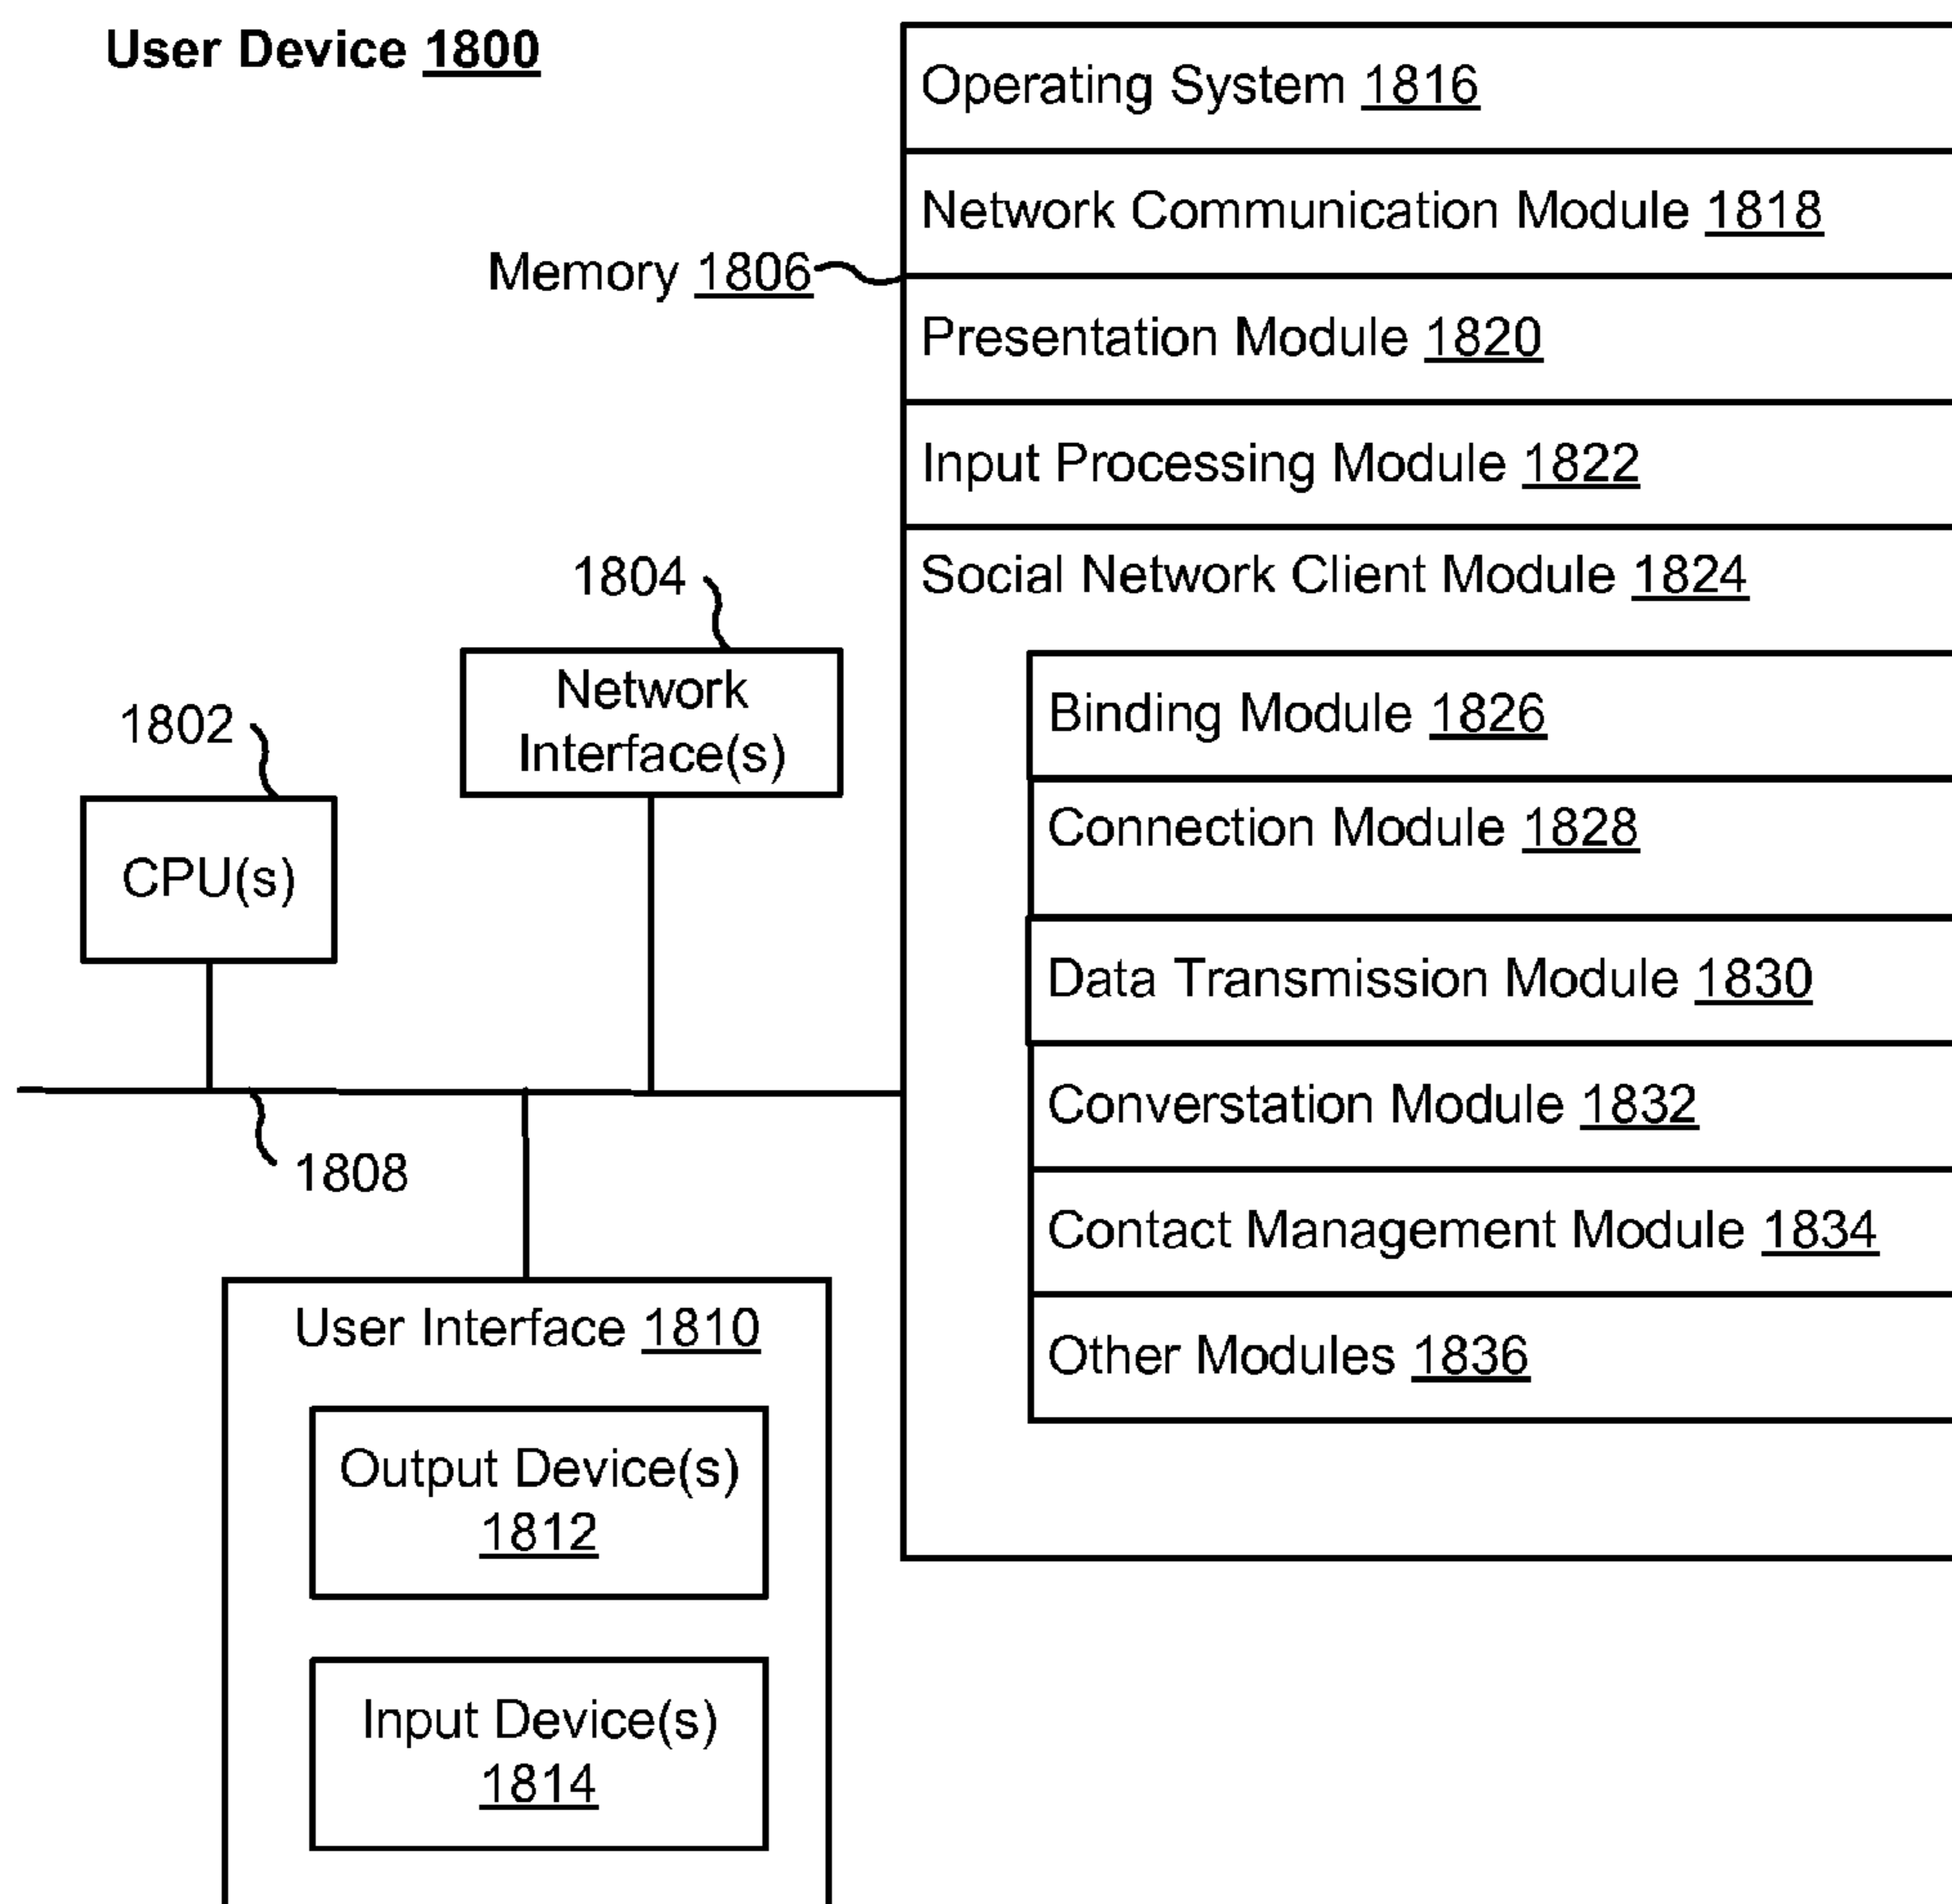 User Device 1800
Operating System 1816
Network Communication Module 1818
Memory 1806
Presentation Module 1820
Input Processing Module 1822
Social Network Client Module 1824
1804
Network
Interface(s)
1802
CPU(s)
Binding Module 1826
Connection Module 1828
Data Transmission Module 1830
Converstation Module 1832
1808
Contact Management Module 1834
Other Modules 1836
User Interface 1810
Output Device(s)
1812
Input Device(s)
1814